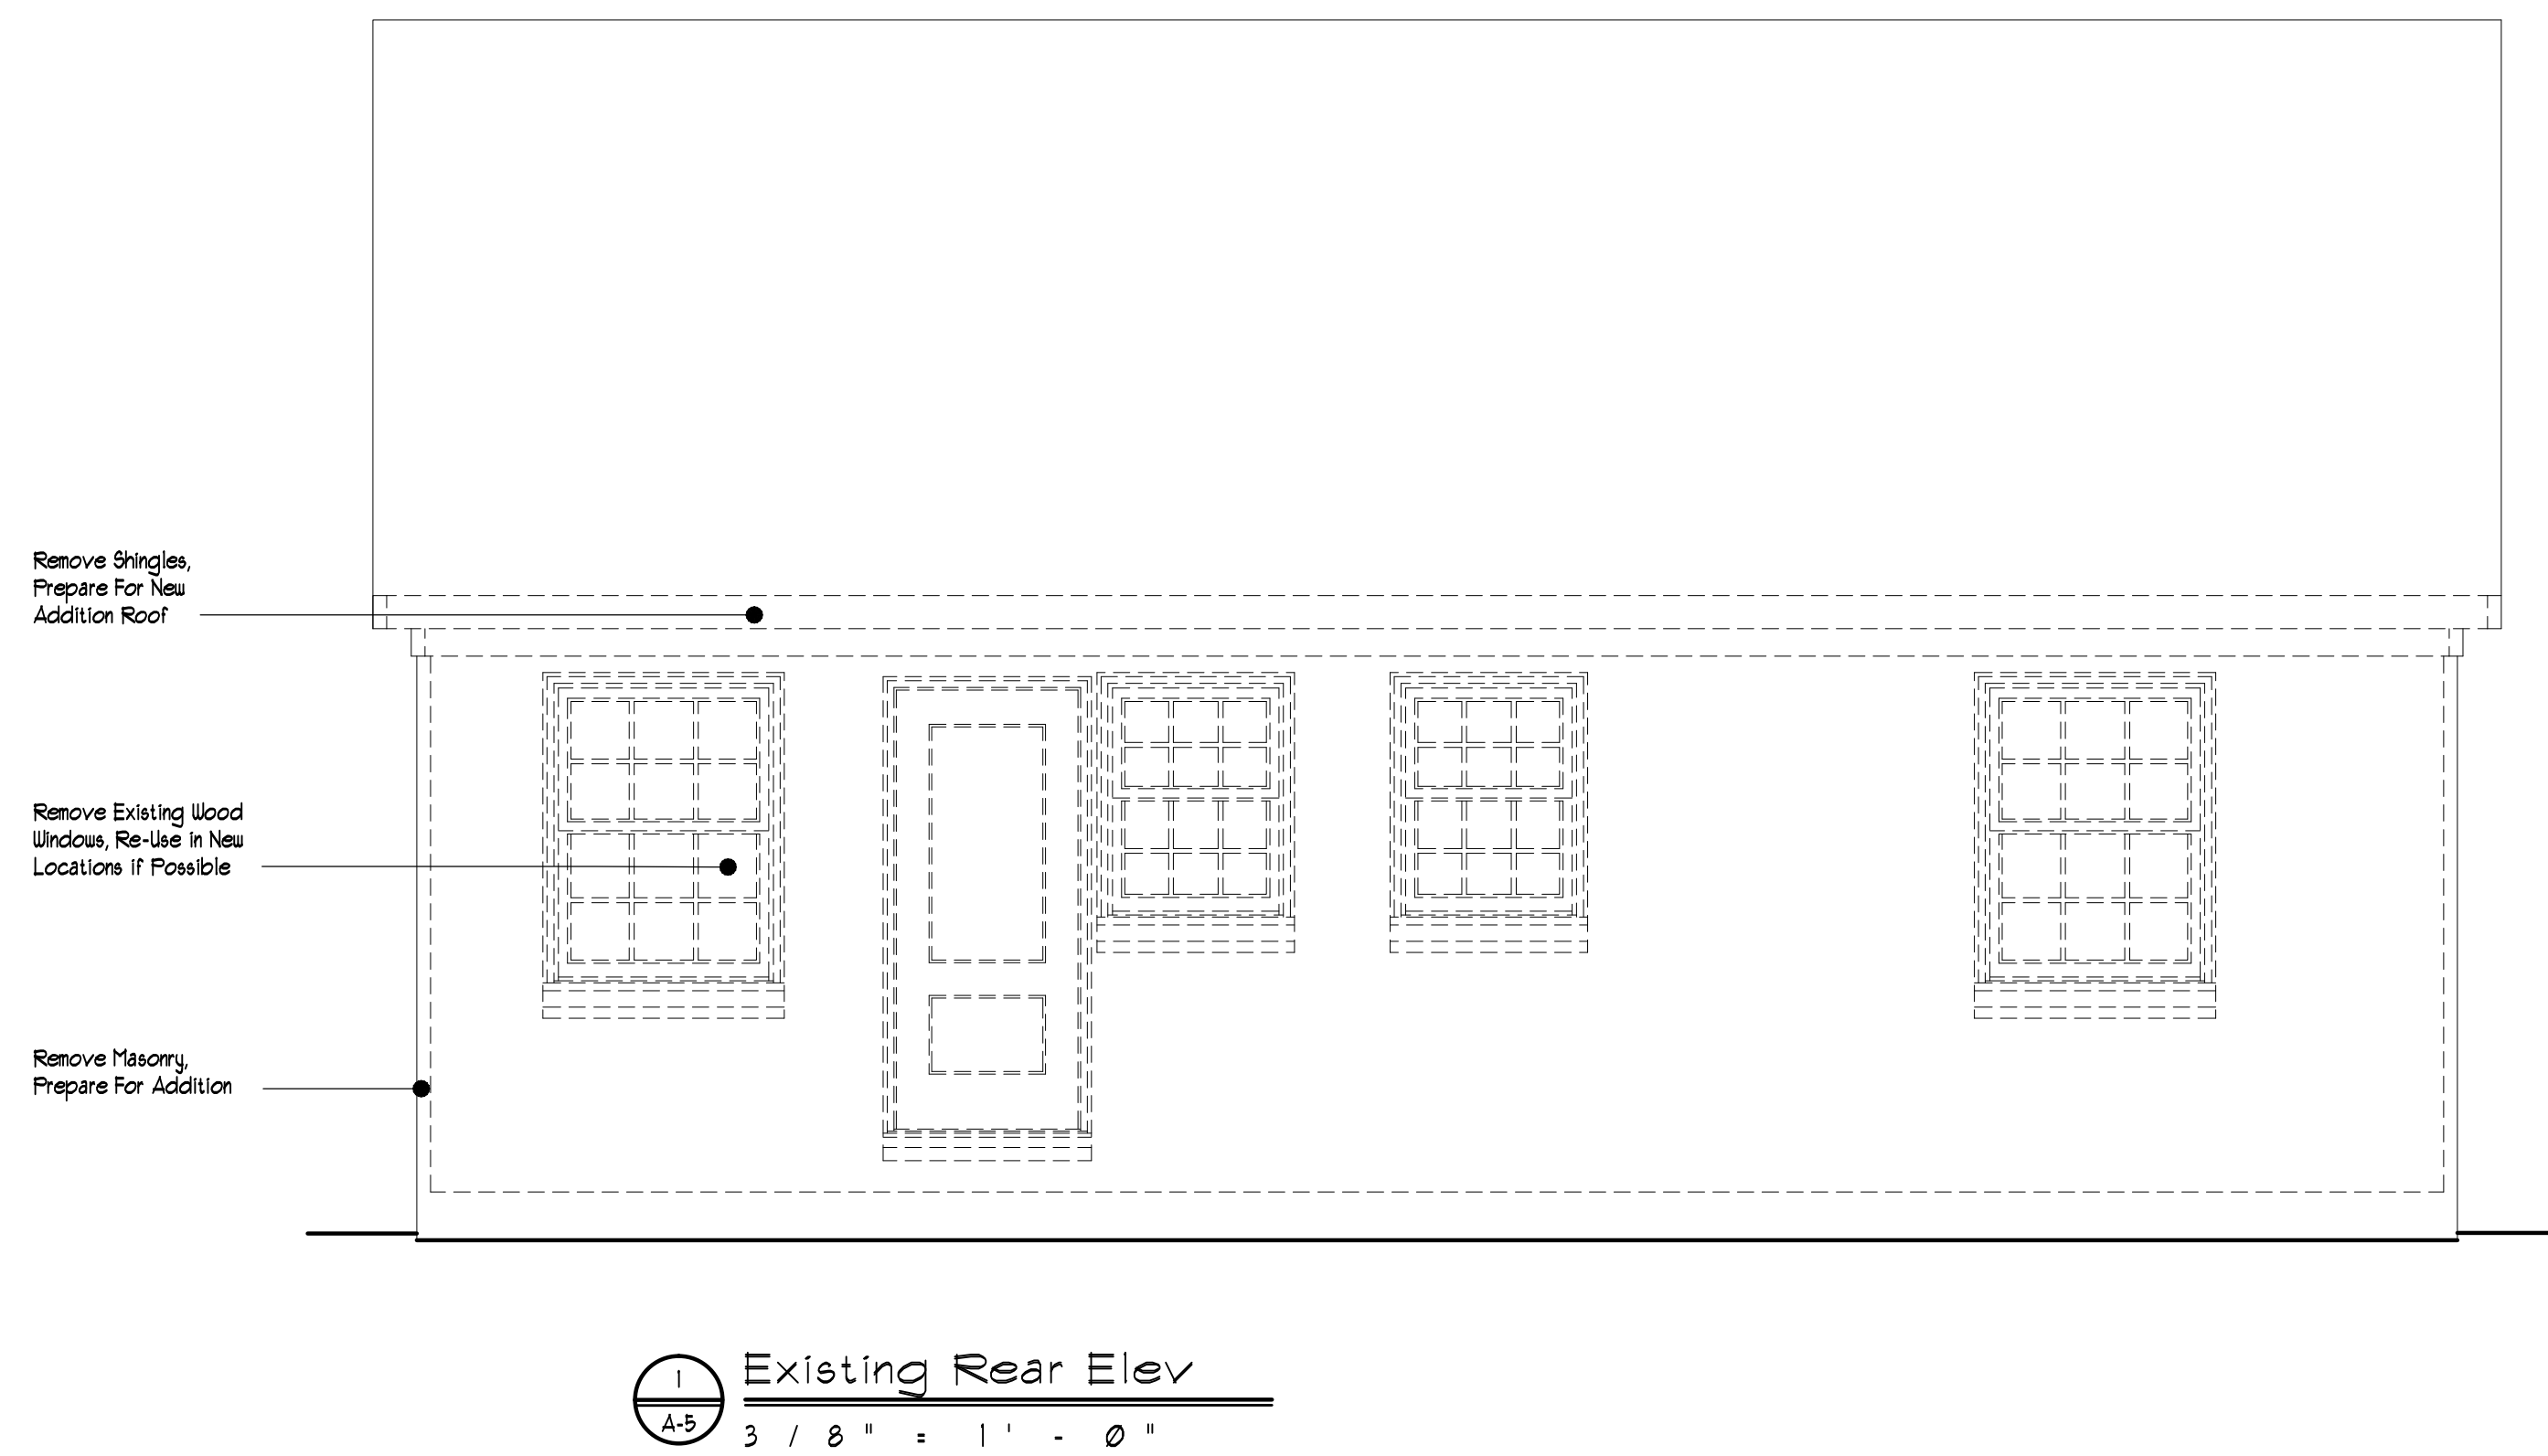 Remove Shingles,
Prepare For New
Addition Roof
Remove Existing Wood
Windows, Re-Use in New
Locations if Possible
Remove Masonry,
Prepare For Addition
1
A-5
Existing Rear Elev
3/8" = 1'-0"